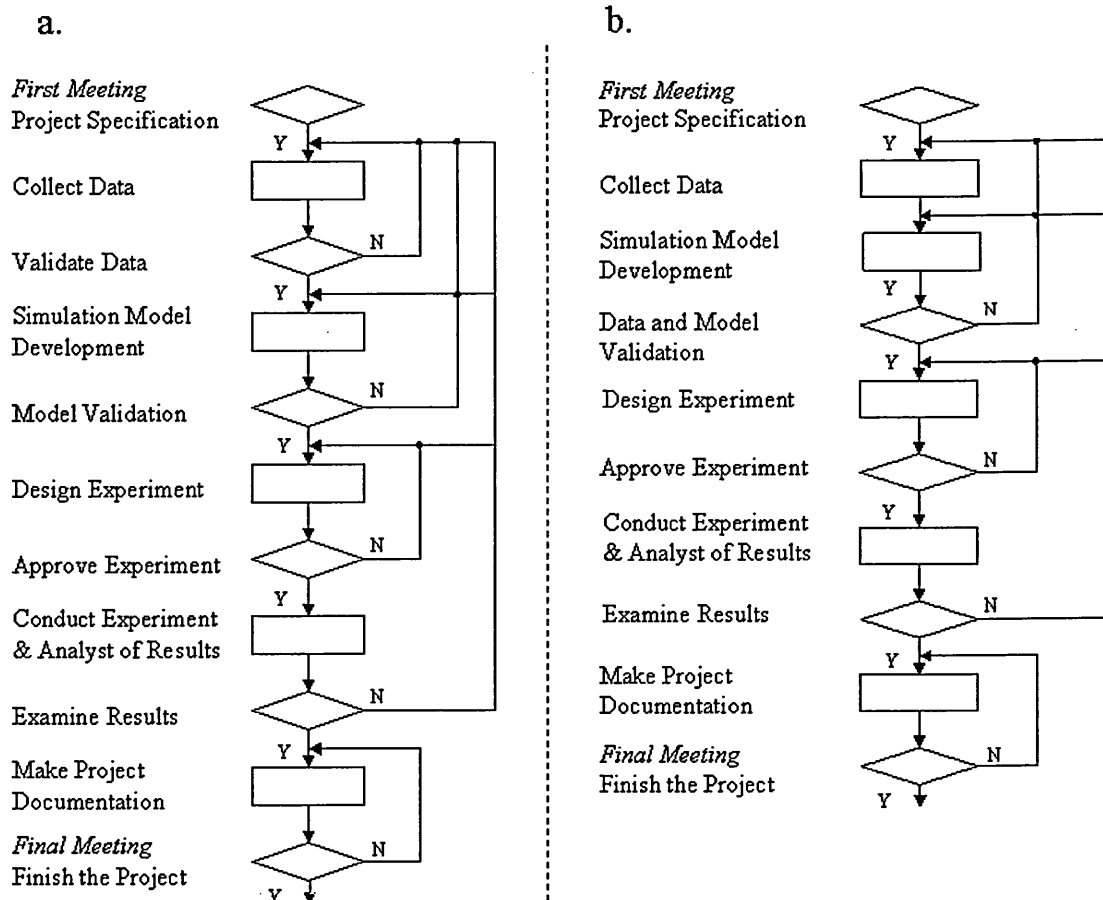 a.
First Meeting
Project Specification
Y
Collect Data
Validate Data
N
Y
Simulation Model
Development
N
Model Validation
Y
Design Experiment
N
Approve Experiment
Y
Conduct Experiment
& Analyst of Results
N
Examine Results
Y
Make Project
Documentation
Final Meeting
N
Finish the Project
Y
b.
First Meeting
Project Specification
Y
Collect Data
Simulation Model
Development
Y
N
Data and Model
Validation
Y
Design Experiment
Approve Experiment
N
Y
Conduct Experiment
& Analyst of Results
N
Examine Results
Y
Make Project
Documentation
Final Meeting
N
Finish the Project
Y